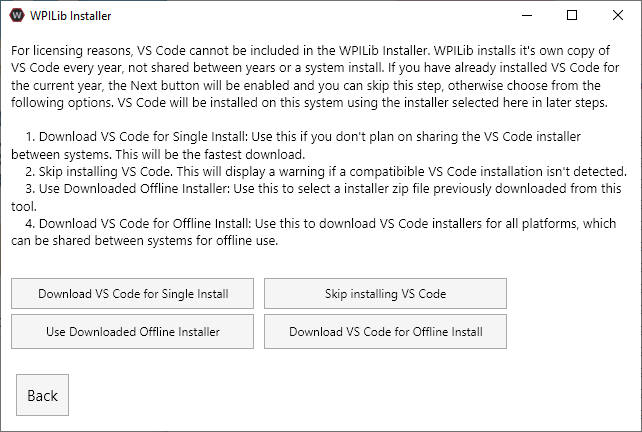 WPILib Installer
For licensing reasons, VS Code cannot be included in the WPILib Installer. WPILib installs it's own copy of
VS Code every year, not shared between years or a system install. If you have already installed VS Code for
the current year, the Next button will be enabled and you can skip this step, otherwise choose from the
following options. VS Code will be installed on this system using the installer selected here in later steps.
1. Download VS Code for Single Install: Use this if you don't plan on sharing the VS Code installer
between systems. This will be the fastest download.
2. Skip installing VS Code. This will display a warning if a compatibible VS Code installation isn't detected.
3. Use Downloaded Offline Installer: Use this to select a installer zip file previously downloaded from this
tool.
4. Download VS Code for Offline Install: Use this to download VS Code installers for all platforms, which
can be shared between systems for offline use.
Download VS Code for Single Install
Skip installing VS Code
Use Downloaded Offline Installer
Download VS Code for Offline Install
Back